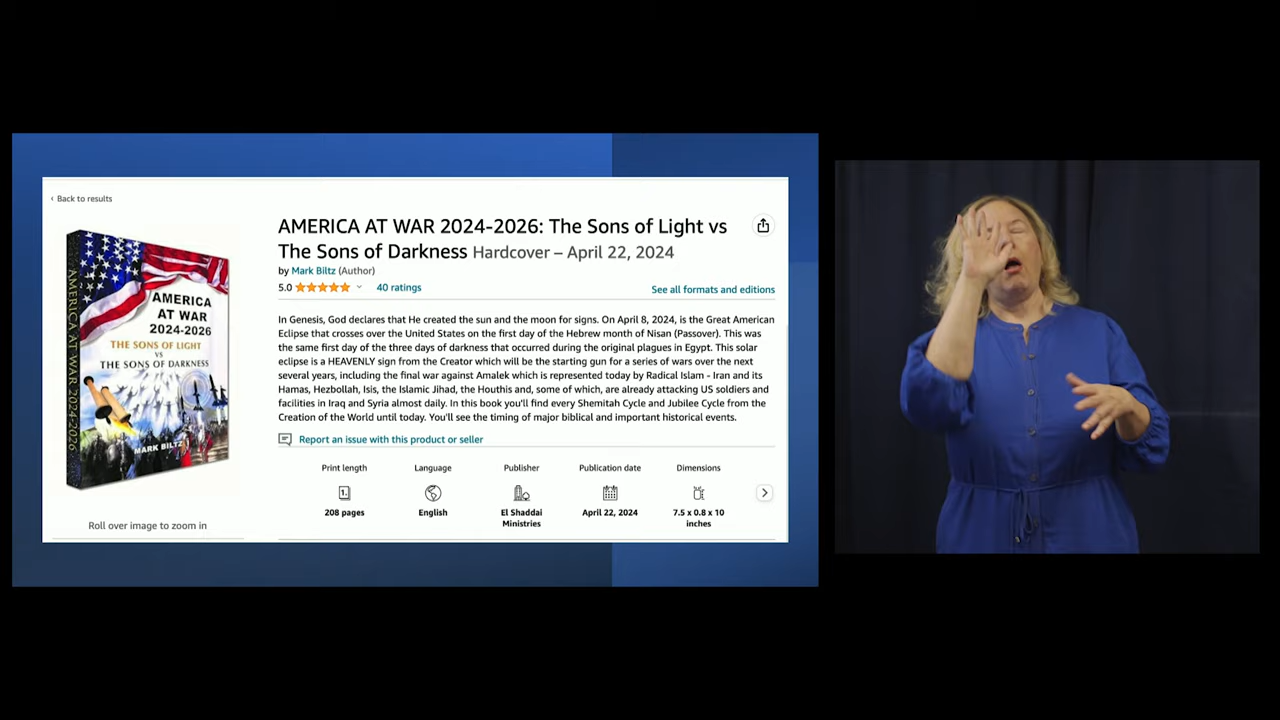 Back to results
AMERICA AT WAR 2024-2026
AMERICA
AT WAR
2024-2026
THE SONS OF LIGHT
VS
THE SONS OF DARKNESS
MARK BILTZ
Roll over image to zoom in
AMERICA AT WAR 2024-2026: The Sons of Light vs
The Sons of Darkness Hardcover – April 22, 2024
by Mark Biltz (Author)
5.0 40 ratings
See all formats and editions
In Genesis, God declares that He created the sun and the moon for signs. On April 8, 2024, is the Great American
Eclipse that crosses over the United States on the first day of the Hebrew month of Nisan (Passover). This was
the same first day of the three days of darkness that occurred during the original plagues in Egypt. This solar
eclipse is a HEAVENLY sign from the Creator which will be the starting gun for a series of wars over the next
several years, including the final war against Amalek which is represented today by Radical Islam - Iran and its
Hamas, Hezbollah, Isis, the Islamic Jihad, the Houthis and, some of which, are already attacking US soldiers and
facilities in Iraq and Syria almost daily. In this book you'll find every Shemitah Cycle and Jubilee Cycle from the
Creation of the World until today. You'll see the timing of major biblical and important historical events.
Report an issue with this product or seller
Print length Language Publisher Publication date Dimensions
208 pages English El Shaddai April 22, 2024 7.5 x 0.8 x 10
Ministries inches